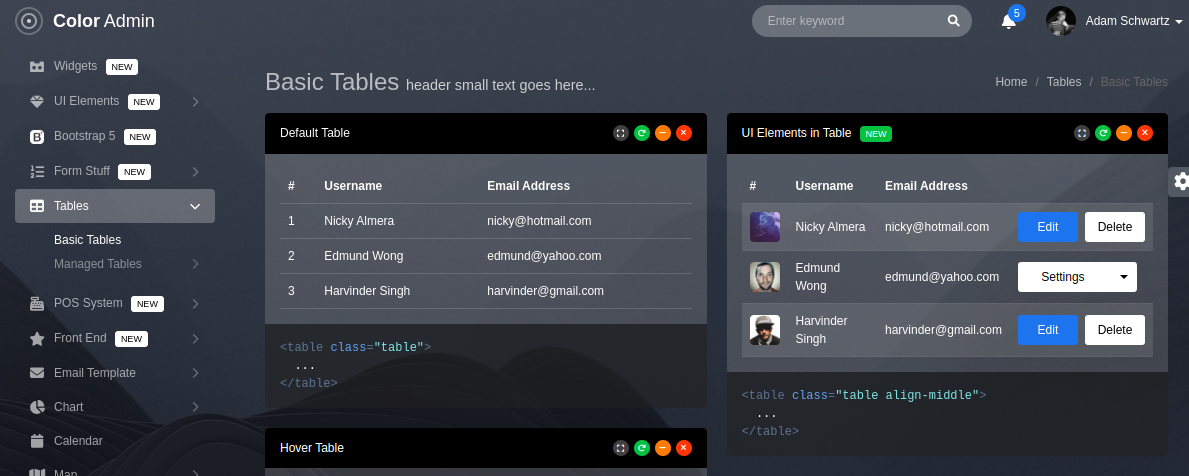 Color Admin
Enter keyword
5
Adam Schwartz
Widgets NEW
UI Elements NEW
Bootstrap 5 NEW
Form Stuff NEW
Tables
Basic Tables
Managed Tables
POS System NEW
Front End NEW
Email Template
Chart
Calendar
Map
Basic Tables header small text goes here...
Home / Tables / Basic Tables
Default Table
# Username Email Address
1 Nicky Almera nicky@hotmail.com
2 Edmund Wong edmund@yahoo.com
3 Harvinder Singh harvinder@gmail.com
<table class="table">
...
</table>
Hover Table
UI Elements in Table NEW
# Username Email Address
Nicky Almera nicky@hotmail.com Edit Delete
Edmund
Wong edmund@yahoo.com Settings
Harvinder
Singh harvinder@gmail.com Edit Delete
<table class="table align-middle">
...
</table>